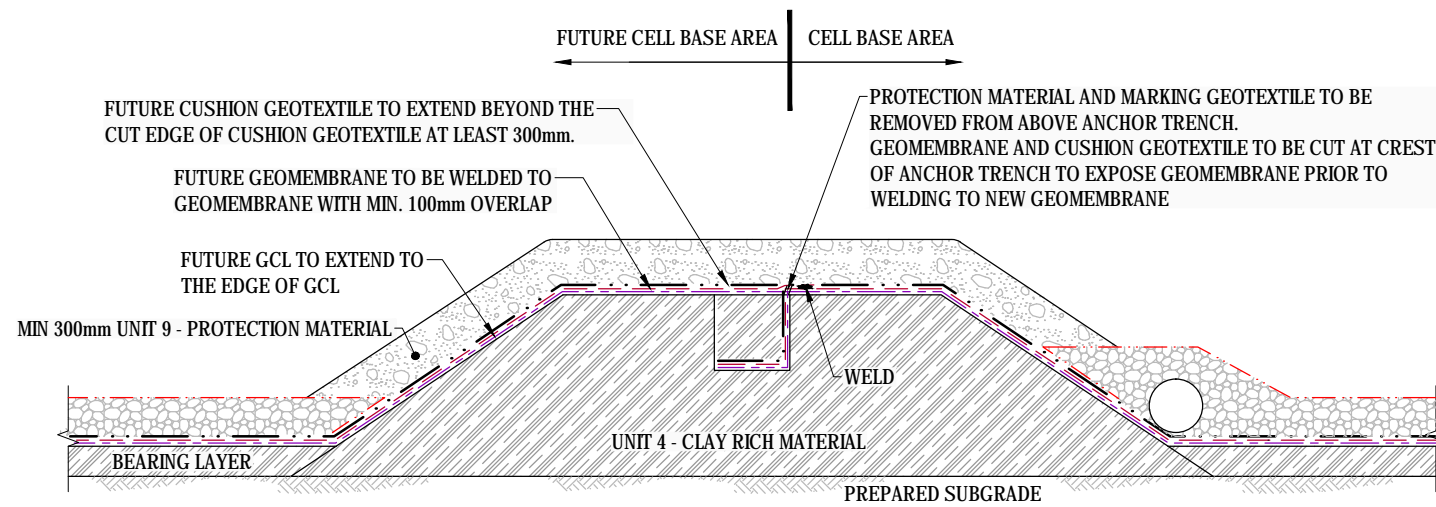 FUTURE CELL BASE AREA
CELL BASE AREA
FUTURE CUSHION GEOTEXTILE TO EXTEND BEYOND THE
CUT EDGE OF CUSHION GEOTEXTILE AT LEAST 300mm.
PROTECTION MATERIAL AND MARKING GEOTEXTILE TO BE
REMOVED FROM ABOVE ANCHOR TRENCH.
GEOMEMBRANE AND CUSHION GEOTEXTILE TO BE CUT AT CREST
OF ANCHOR TRENCH TO EXPOSE GEOMEMBRANE PRIOR TO
WELDING TO NEW GEOMEMBRANE
FUTURE GEOMEMBRANE TO BE WELDED TO
GEOMEMBRANE WITH MIN. 100mm OVERLAP
FUTURE GCL TO EXTEND TO
THE EDGE OF GCL
MIN 300mm UNIT 9 - PROTECTION MATERIAL
WELD
UNIT 4 - CLAY RICH MATERIAL
BEARING LAYER
PREPARED SUBGRADE